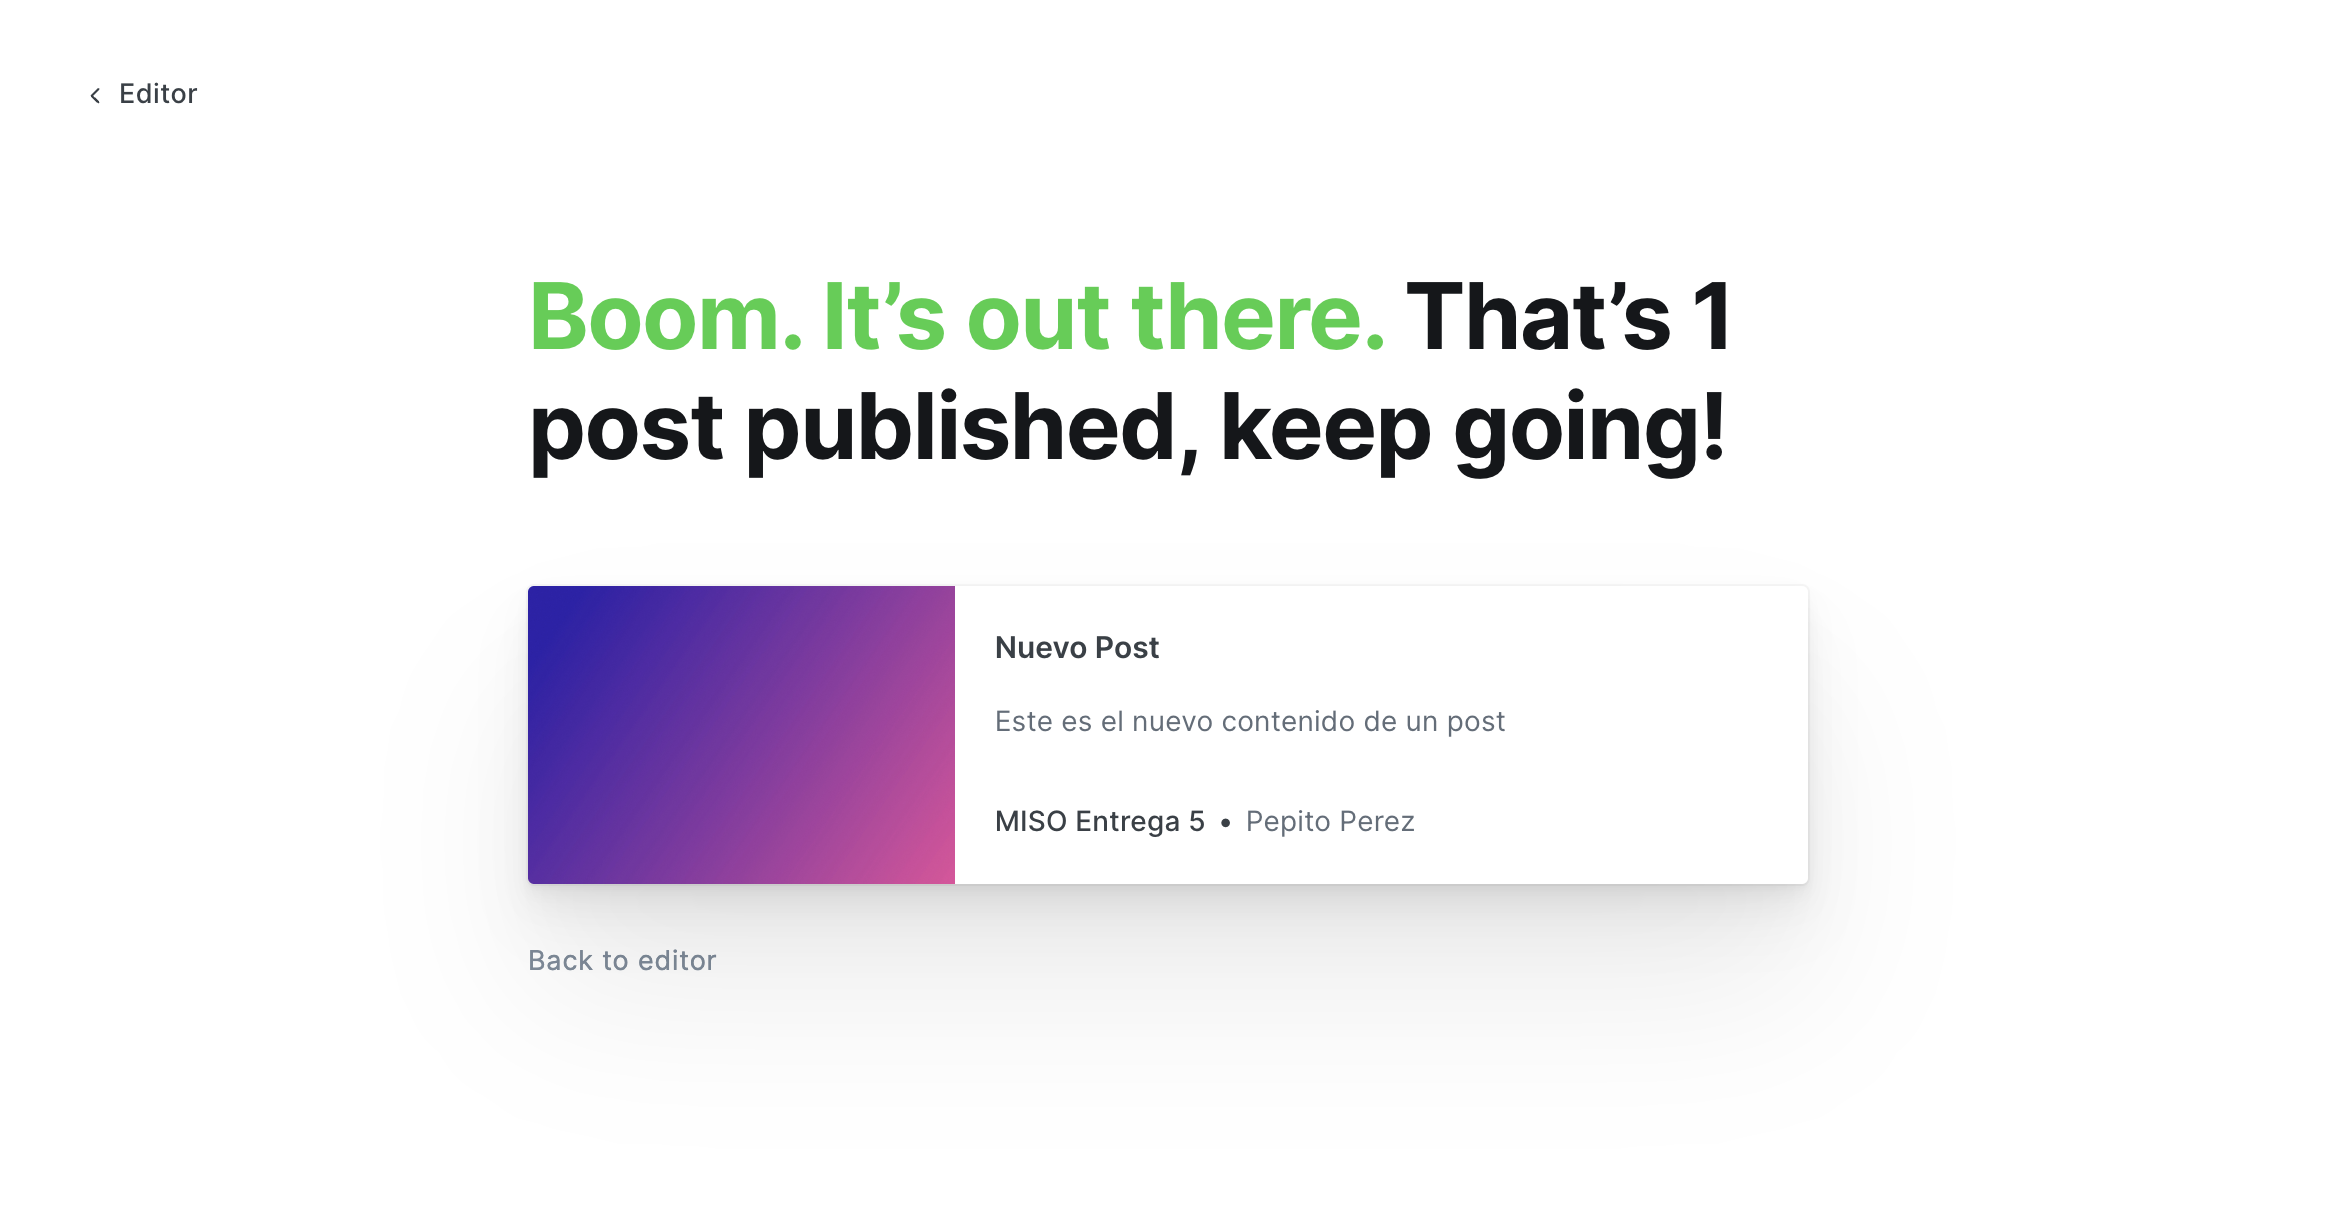 Editor
Boom. It’s out there. That’s 1
post published, keep going!
Nuevo Post
Este es el nuevo contenido de un post
MISO Entrega 5 • Pepito Perez
Back to editor